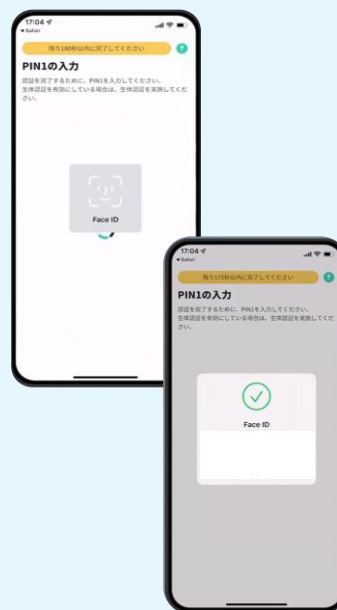 17:04
Safari
残り180秒以内に完了してください
PIN1の入力
認証を完了するために、PIN1を入力してください。
生体認証を有効にしている場合は、生体認証を実施してくだ
さい。
Face ID
17:04
Safari
残り175秒以内に完了してください
PIN1の入力
認証を完了するために、PIN1を入力してください。
生体認証を有効にしている場合は、生体認証を実施してくだ
さい。
Face ID